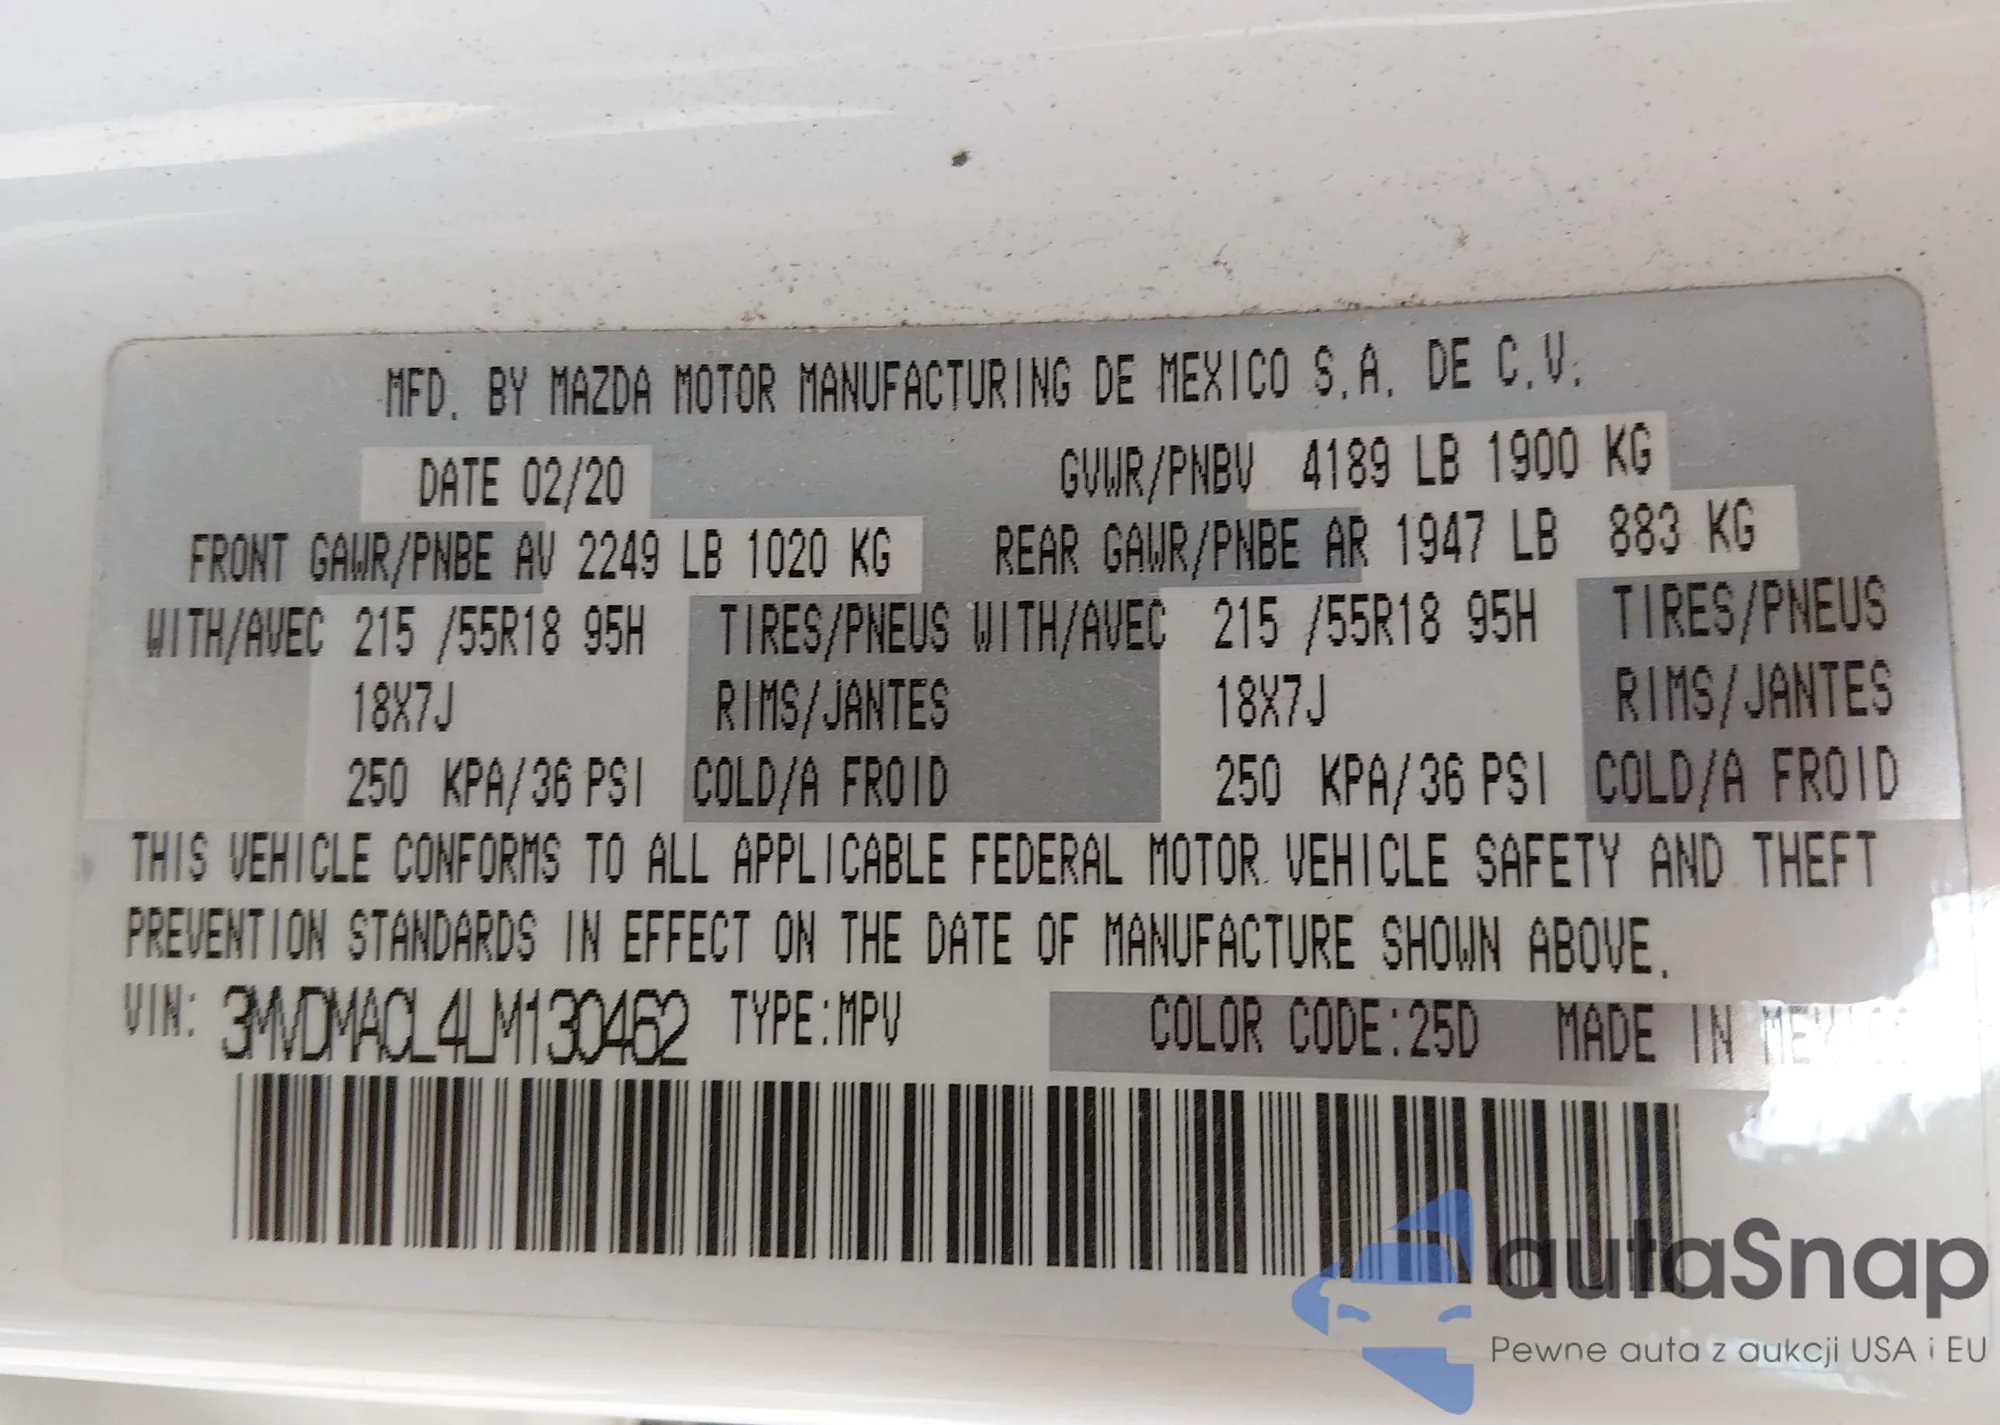 MFD. BY MAZDA MOTOR MANUFACTURING DE MEXICO S.A. DE C.V.
DATE 02/20 GVWR/PNBV 4189 LB 1900 KG
FRONT GAWR/PNBE AV 2249 LB 1020 KG REAR GAWR/PNBE AR 1947 LB 883 KG
WITH/AVEC 215 /55R18 95H TIRES/PNEUS WITH/AVEC 215 /55R18 95H TIRES/PNEUS
18X7J RIMS/JANTES 18X7J RIMS/JANTES
250 KPA/36 PSI COLD/A FROID 250 KPA/36 PSI COLD/A FROID
THIS VEHICLE CONFORMS TO ALL APPLICABLE FEDERAL MOTOR VEHICLE SAFETY AND THEFT
PREVENTION STANDARDS IN EFFECT ON THE DATE OF MANUFACTURE SHOWN ABOVE.
VIN: 3MVDMACL4LM130462 TYPE:MPV COLOR CODE:25D MADE IN MEXICO
autaSnap
Pewne auta z aukcji USA i EU